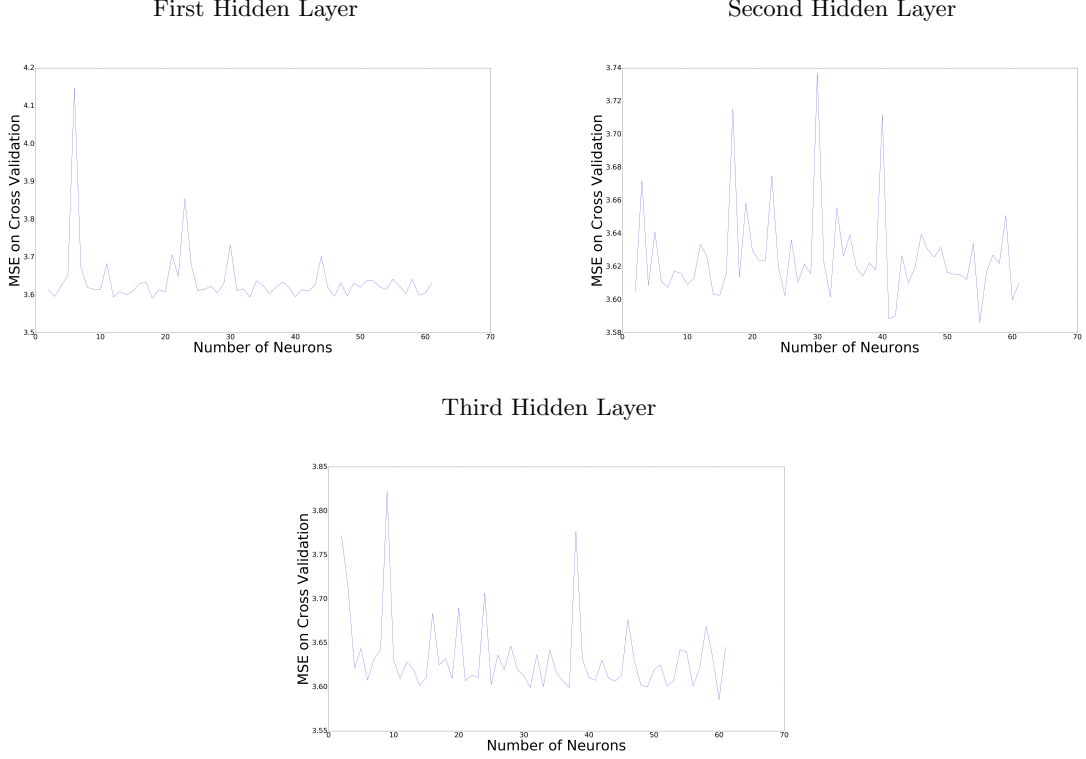 First Hidden Layer
4.2
4.1
4.0
3.9
3.8
3.7
3.6
3.5
MSE on Cross Validation
0 10 20 30 40 50 60 70
Number of Neurons
Second Hidden Layer
3.74
3.72
3.70
3.68
3.66
3.64
3.62
3.60
3.58
MSE on Cross Validation
0 10 20 30 40 50 60 70
Number of Neurons
Third Hidden Layer
3.85
3.80
3.75
3.70
3.65
3.60
3.55
MSE on Cross Validation
0 10 20 30 40 50 60 70
Number of Neurons